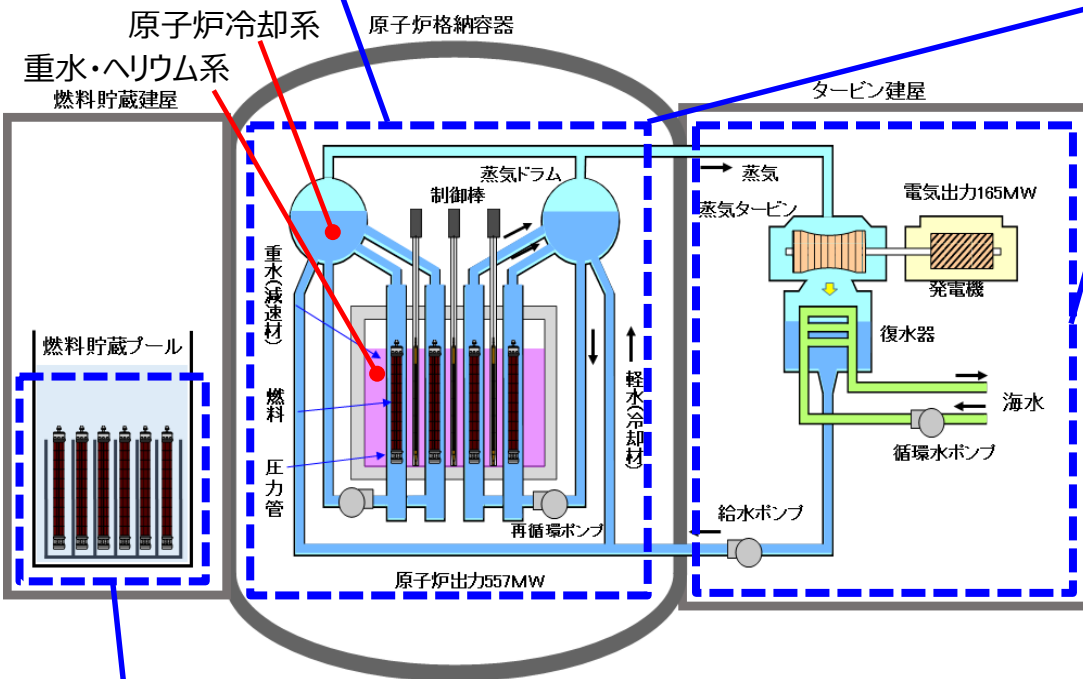 原子炉冷却系
原子炉格納容器
重水・ヘリウム系
燃料貯蔵建屋
タービン建屋
蒸気ドラム
蒸気
制御棒
電気出力165MW
蒸気タービン
重水(減速材)
発電機
燃料貯蔵プール
復水器
燃料
軽水(冷却材)
海水
循環水ポンプ
圧力管
給水ポンプ
再循環ポンプ
原子炉出力557MW